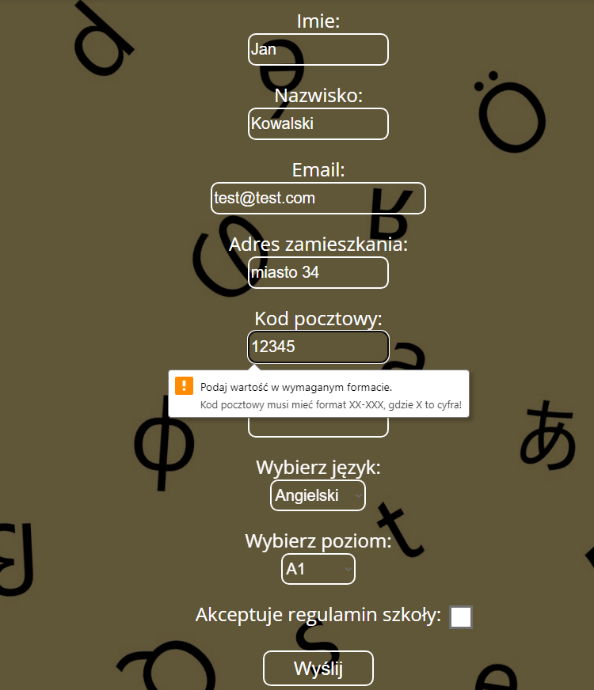 Imie:
Jan
Nazwisko:
Kowalski
Email:
test@test.com
Adres zamieszkania:
miasto 34
Kod pocztowy:
12345
Podaj wartość w wymaganym formacie.
Kod pocztowy musi mieć format XX-XXX, gdzie X to cyfra!
Wybierz język:
Angielski
Wybierz poziom:
A1
Akceptuje regulamin szkoły:
Wyślij